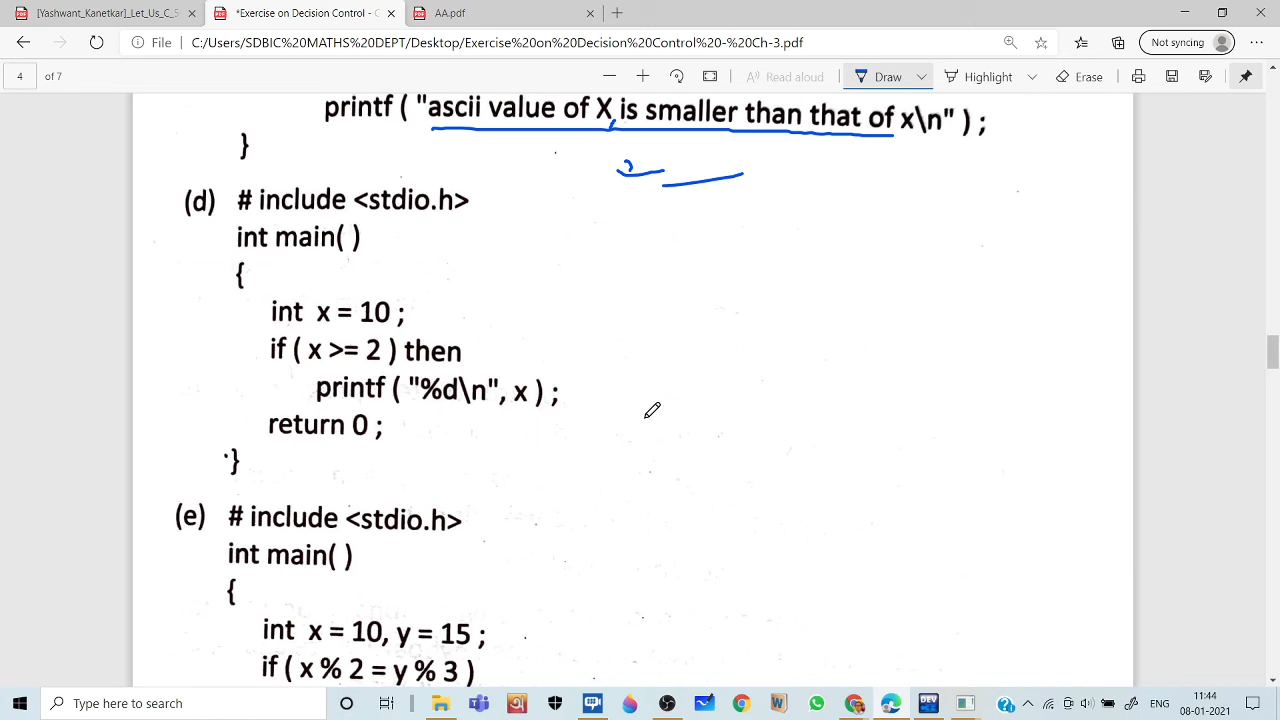 [Yashwant_Kanetkar]_Let_Us_C_5
*Exercise on Decision Control - C
AA.pdf
File
C:/Users/SDBIC%20MATHS%20DEPT/Desktop/Exercise%20on%20Decision%20Control%20-%20Ch-3.pdf
Not syncing
4 of 7
Read aloud
Draw
Highlight
Erase
printf ( "ascii value of X is smaller than that of x\n" ) ;
}
(d) # include <stdio.h>
int main( )
{
int x = 10 ;
if ( x >= 2 ) then
printf ( "%d\n", x ) ;
return 0 ;
}
(e) # include <stdio.h>
int main( )
{
int x = 10, y = 15 ;
if ( x % 2 = y % 3 )
Type here to search
DEV
ENG
11:44
08-01-2021